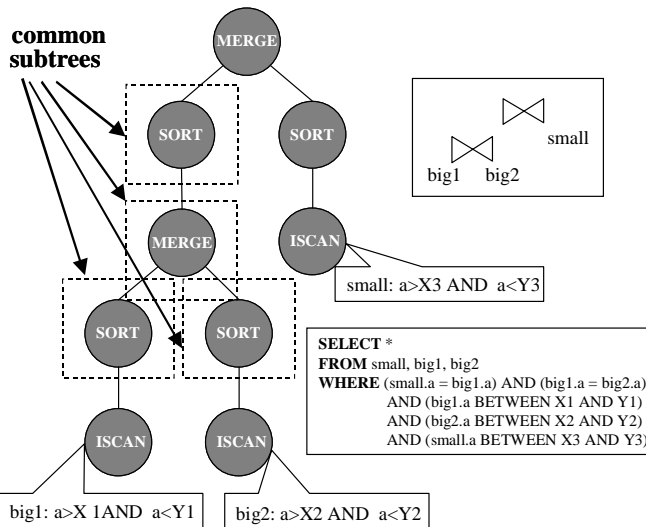 common
subtrees
MERGE
SORT
SORT
small
big1 big2
MERGE
ISCAN
small: a>X3 AND a<Y3
SORT
SORT
SELECT *
FROM small, big1, big2
WHERE (small.a = big1.a) AND (big1.a = big2.a)
AND (big1.a BETWEEN X1 AND Y1)
AND (big2.a BETWEEN X2 AND Y2)
AND (small.a BETWEEN X3 AND Y3)
ISCAN
ISCAN
big1: a>X 1AND a<Y1
big2: a>X2 AND a<Y2